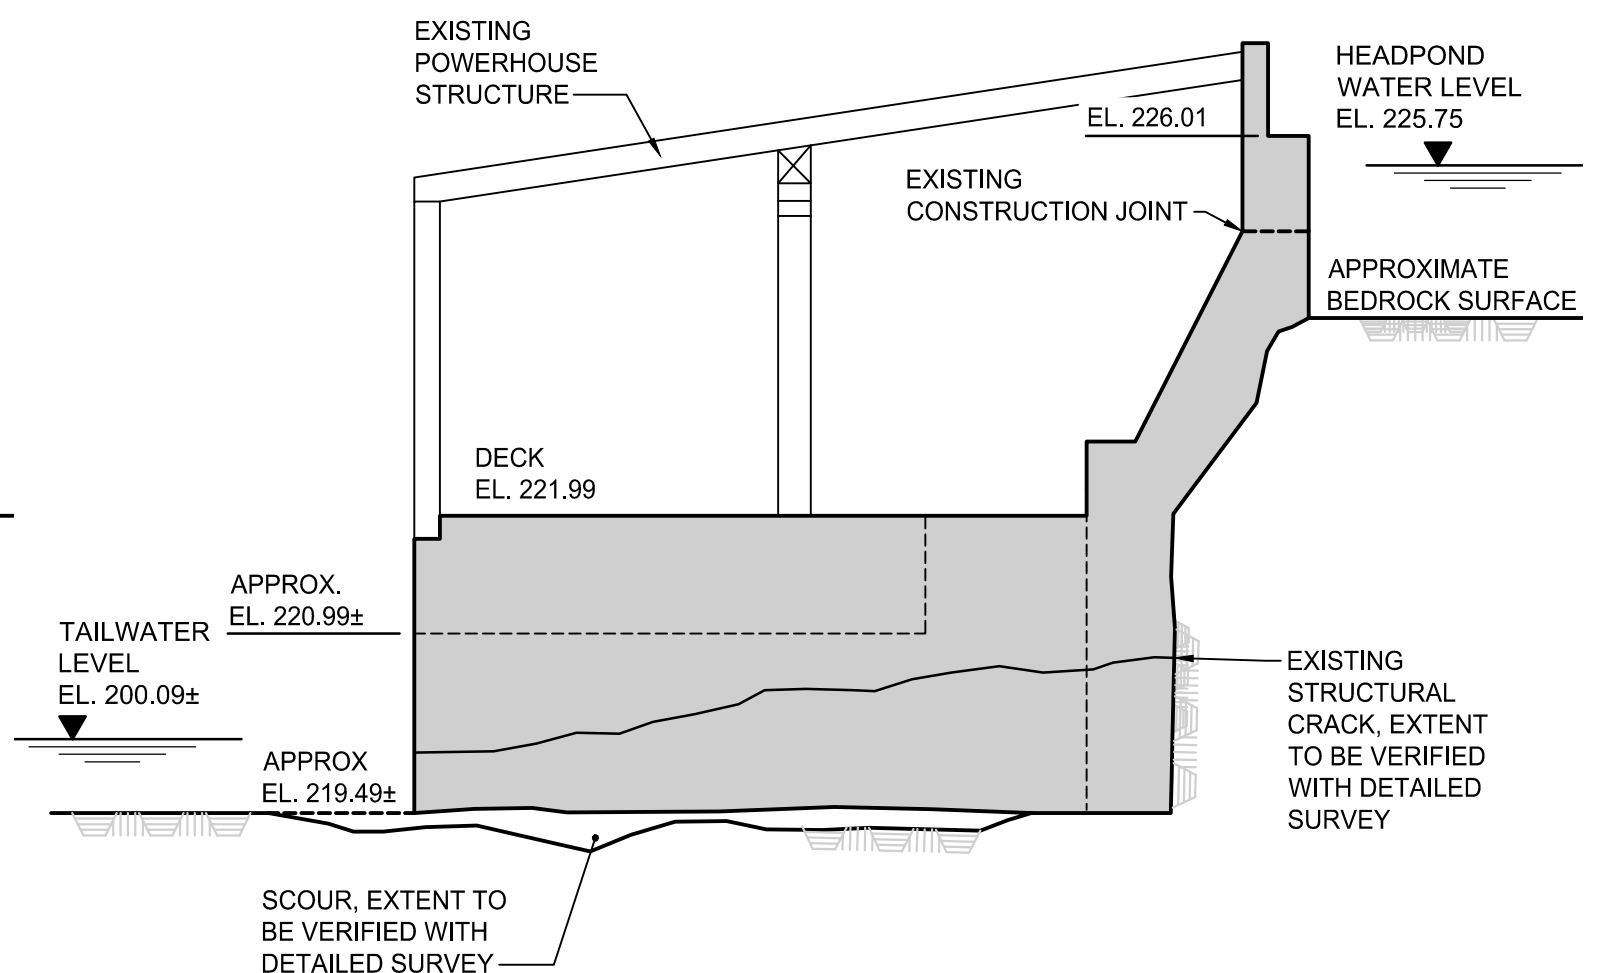 EXISTING
POWERHOUSE
STRUCTURE
HEADPOND
WATER LEVEL
EL. 225.75
EL. 226.01
EXISTING
CONSTRUCTION JOINT
APPROXIMATE
BEDROCK SURFACE
DECK
EL. 221.99
APPROX.
EL. 220.99±
TAILWATER
LEVEL
EL. 200.09±
EXISTING
STRUCTURAL
CRACK, EXTENT
TO BE VERIFIED
WITH DETAILED
SURVEY
APPROX
EL. 219.49±
SCOUR, EXTENT TO
BE VERIFIED WITH
DETAILED SURVEY